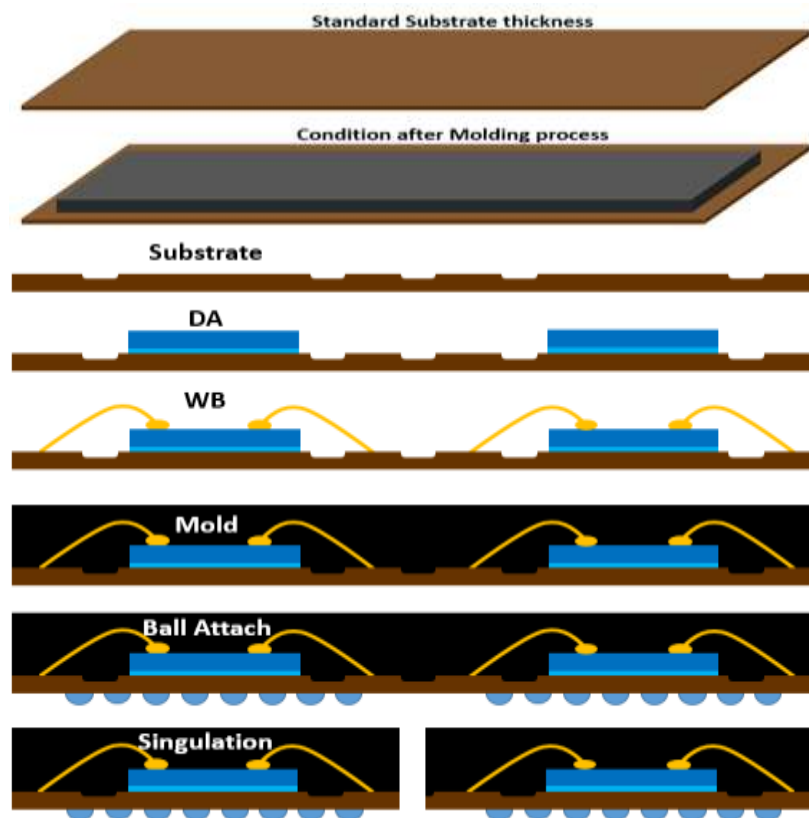 Standard Substrate thickness
Condition after Molding process
Substrate
DA
WB
Mold
Ball Attach
Singulation